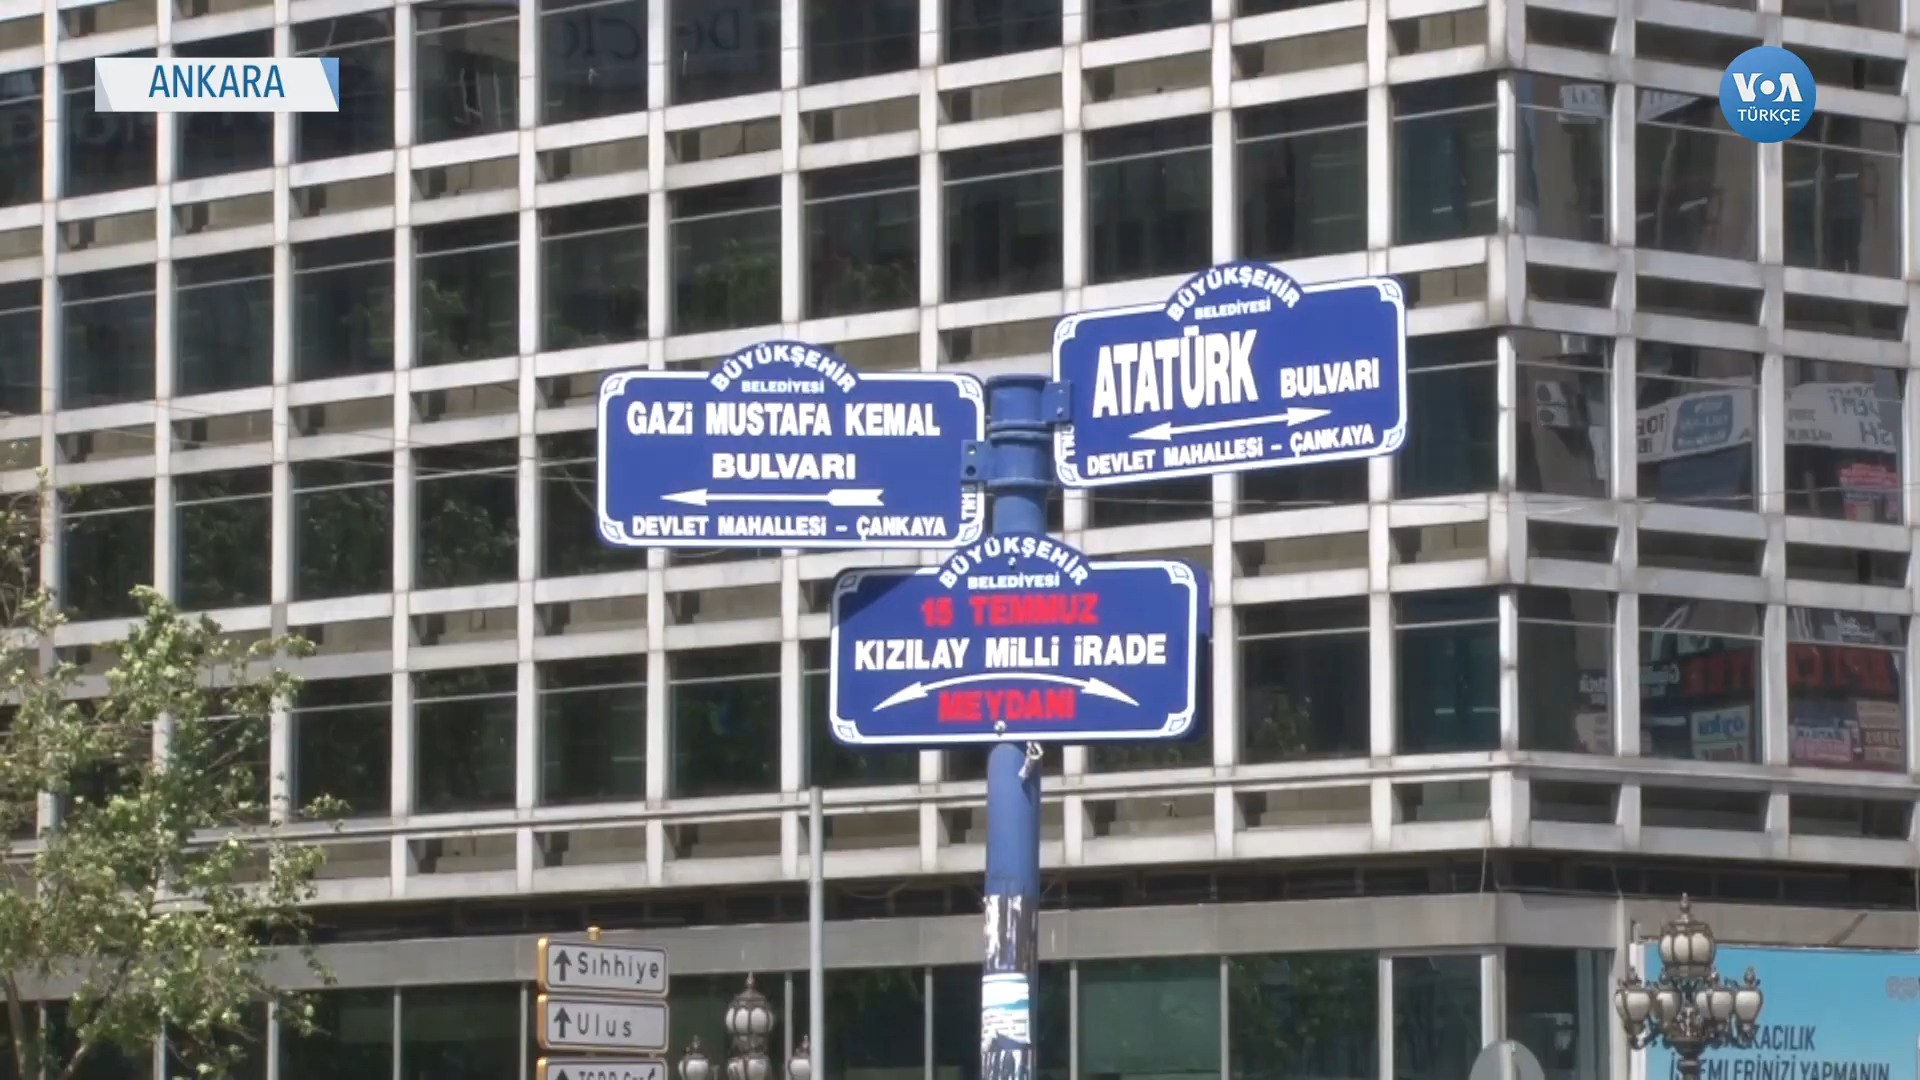 ANKARA
VOA
TÜRKÇE
BÜYÜKŞEHİR
BELEDİYESİ
ATATÜRK BULVARI
DEVLET MAHALLESİ - ÇANKAYA
BÜYÜKŞEHİR
BELEDİYESİ
GAZİ MUSTAFA KEMAL
BULVARI
DEVLET MAHALLESİ - ÇANKAYA
BÜYÜKŞEHİR
BELEDİYESİ
15 TEMMUZ
KIZILAY MİLLİ İRADE
MEYDANI
Sıhhiye
Ulus
YAPMANIN